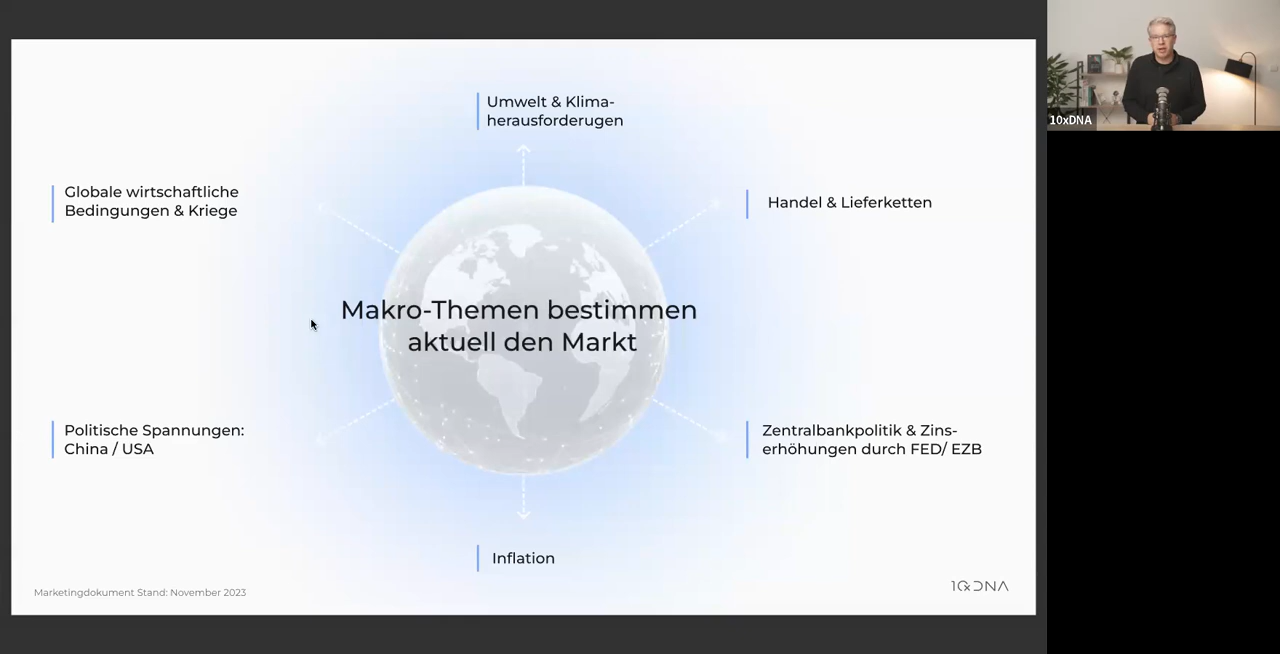 Umwelt & Klima-
herausforderugen
Globale wirtschaftliche
Bedingungen & Kriege
Handel & Lieferketten
Makro-Themen bestimmen
aktuell den Markt
Politische Spannungen:
China / USA
Zentralbankpolitik & Zins-
erhöhungen durch FED/ EZB
Inflation
Marketingdokument Stand: November 2023
10xDNA
10xDNA